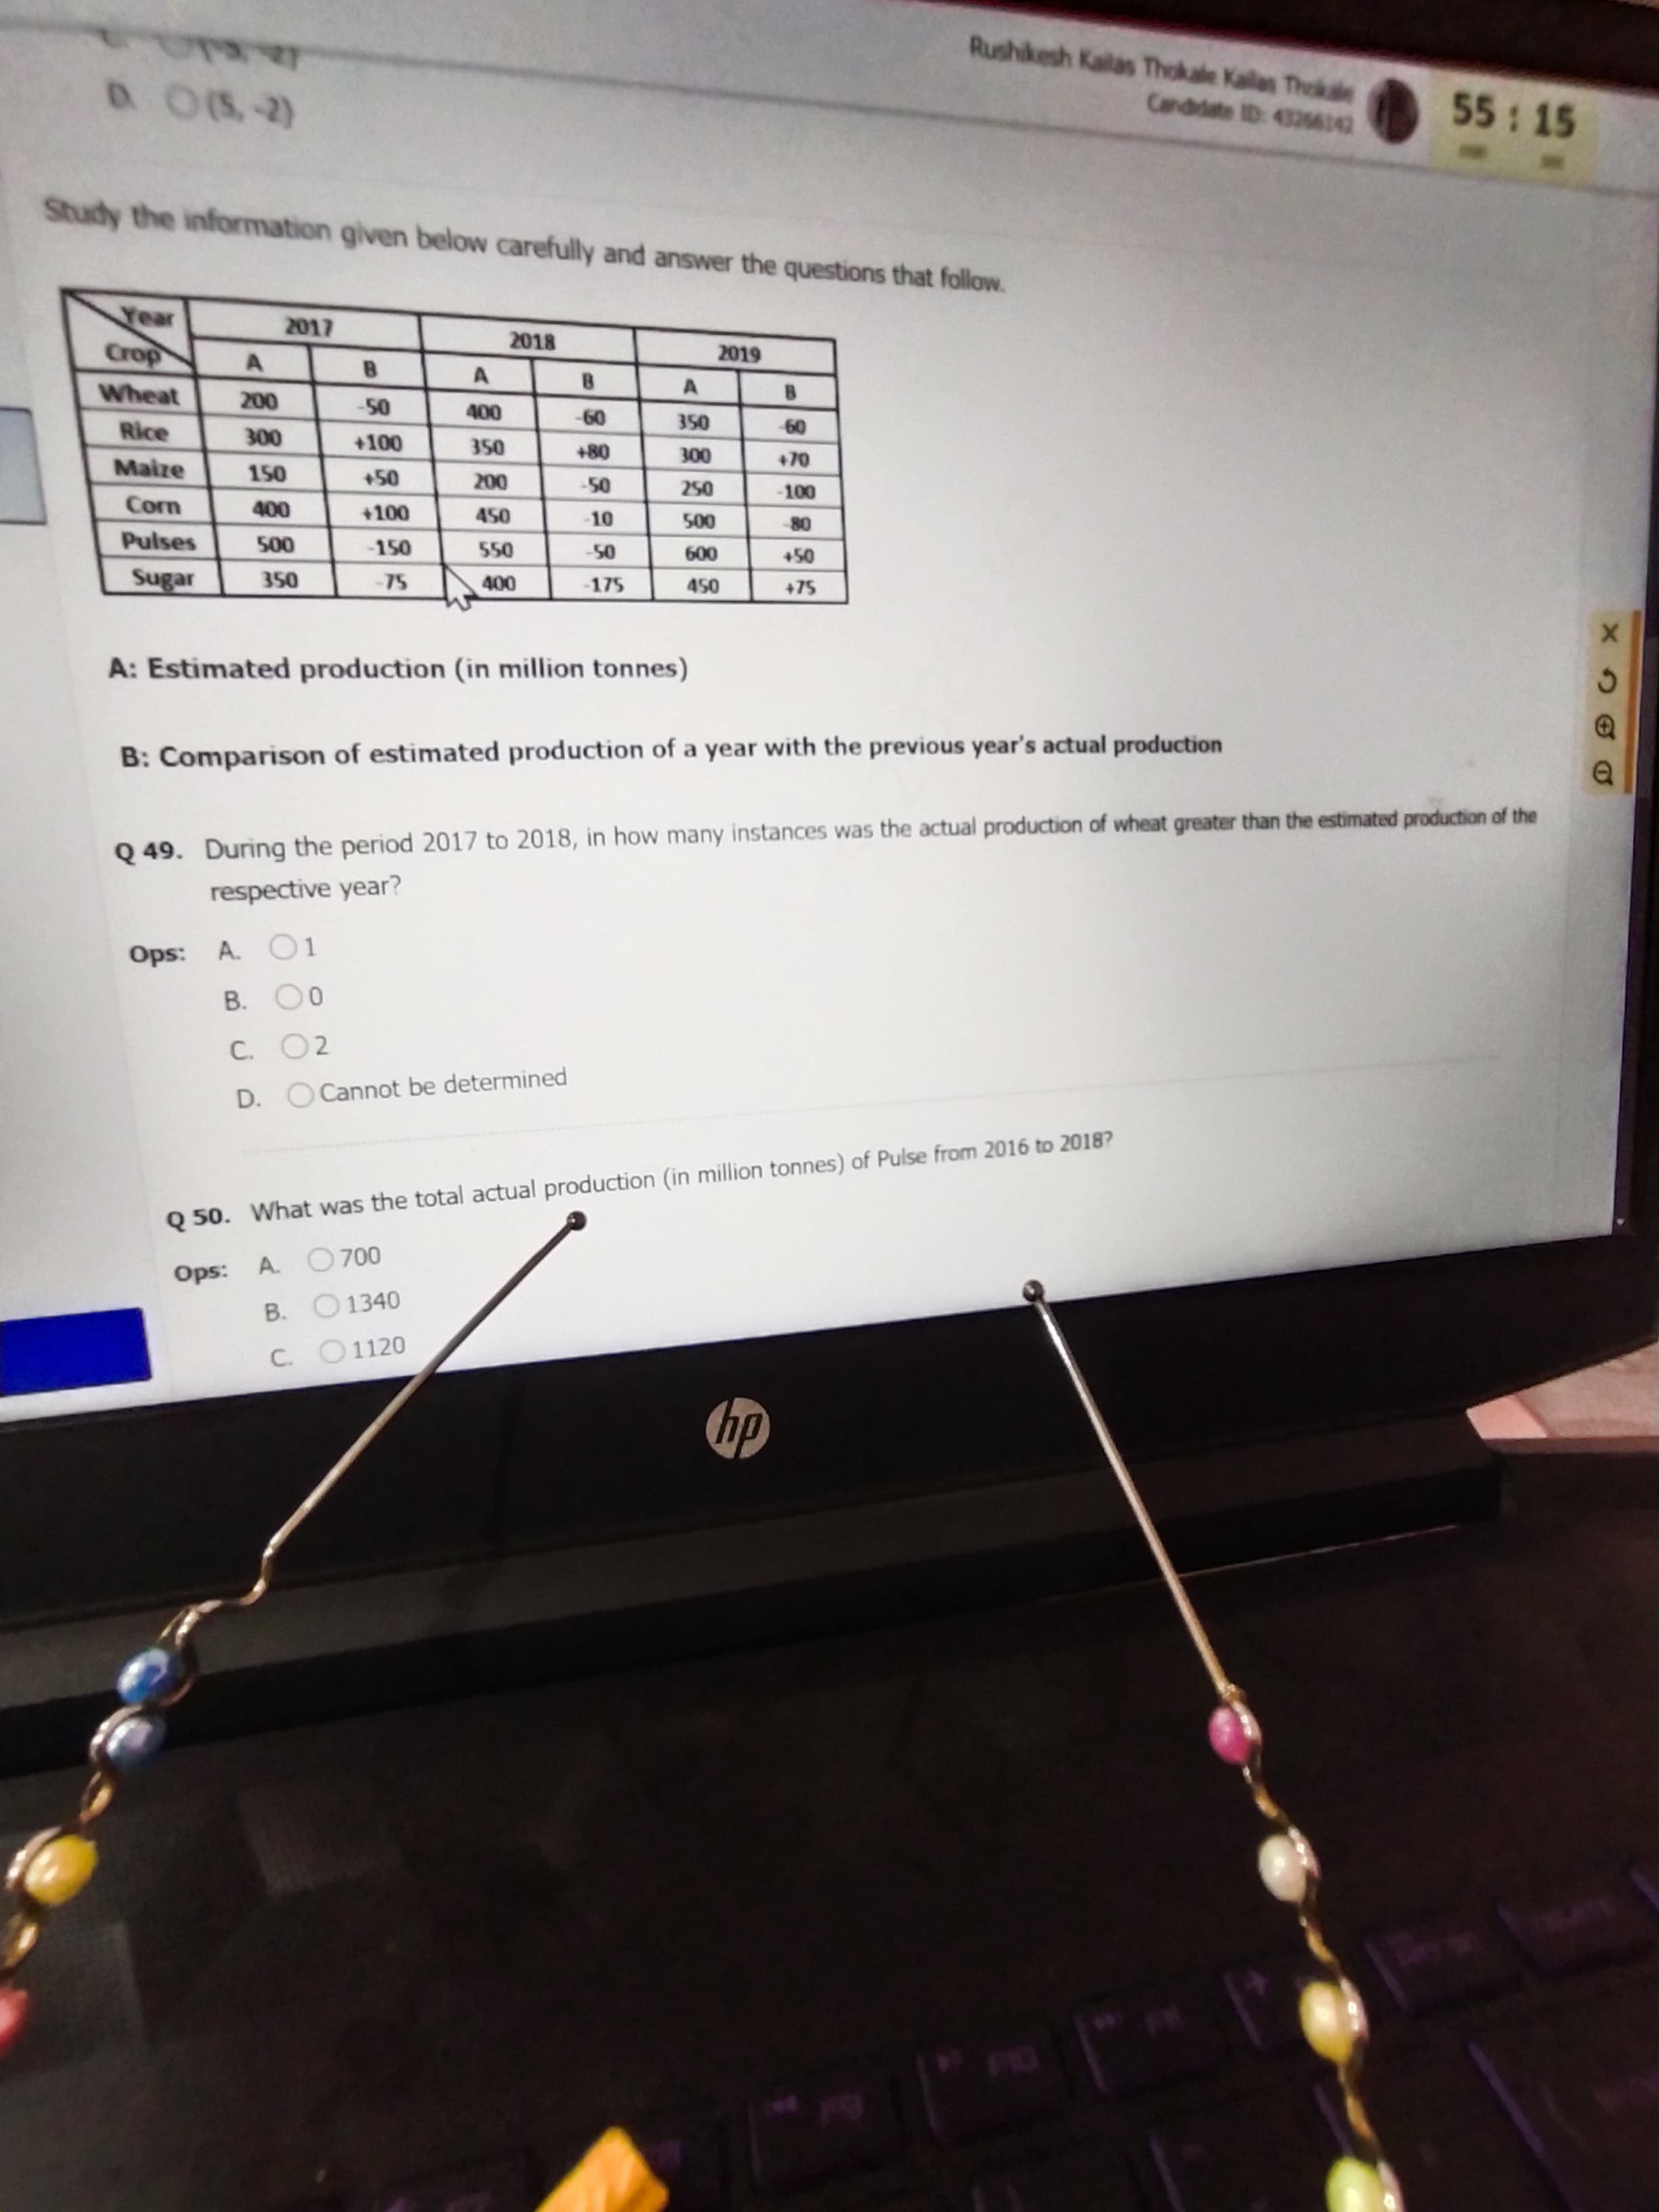 D. (5, -2)
Rushikesh Kailas Thokale Kailas Thokale
Candidate ID: 43266142
55 : 15
Study the information given below carefully and answer the questions that follow.
Year 2017 2018 2019
Crop A B A B A B
Wheat 200 -50 400 -60 350 -60
Rice 300 +100 350 +80 300 +70
Maize 150 +50 200 -50 250 -100
Corn 400 +100 450 -10 500 -80
Pulses 500 -150 550 -50 600 +50
Sugar 350 -75 400 -175 450 +75
A: Estimated production (in million tonnes)
B: Comparison of estimated production of a year with the previous year's actual production
Q 49. During the period 2017 to 2018, in how many instances was the actual production of wheat greater than the estimated production of the
respective year?
Ops: A. 1
B. 0
C. 2
D. Cannot be determined
Q 50. What was the total actual production (in million tonnes) of Pulse from 2016 to 2018?
Ops: A. 700
B. 1340
C. 1120
hp